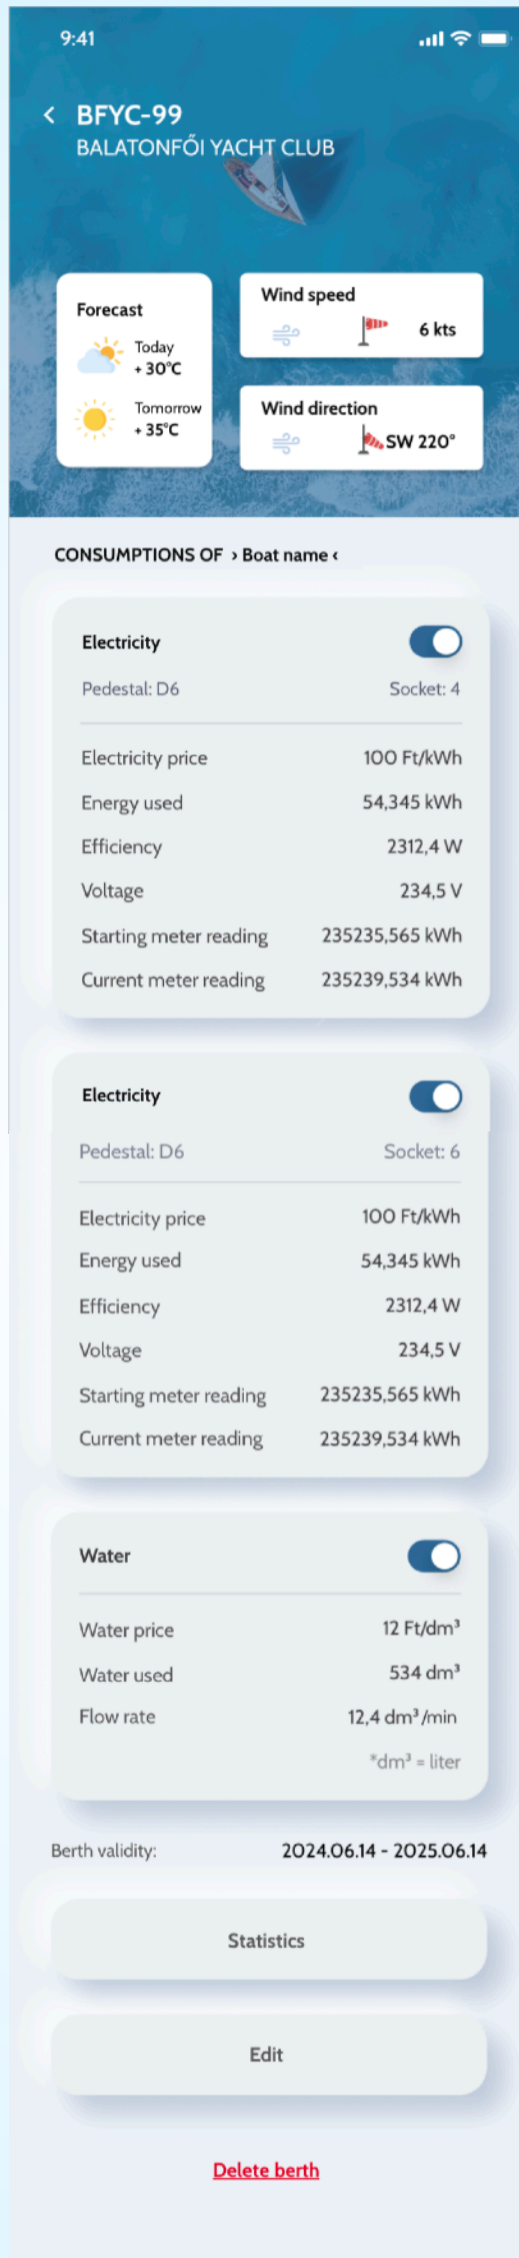 9:41
< BFYC-99
BALATONFŐI YACHT CLUB
Forecast
Today
+ 30°C
Tomorrow
+ 35°C
Wind speed
6 kts
Wind direction
SW 220°
CONSUMPTIONS OF › Boat name ‹
Electricity
Pedestal: D6 Socket: 4
Electricity price 100 Ft/kWh
Energy used 54,345 kWh
Efficiency 2312,4 W
Voltage 234,5 V
Starting meter reading 235235,565 kWh
Current meter reading 235239,534 kWh
Electricity
Pedestal: D6 Socket: 6
Electricity price 100 Ft/kWh
Energy used 54,345 kWh
Efficiency 2312,4 W
Voltage 234,5 V
Starting meter reading 235235,565 kWh
Current meter reading 235239,534 kWh
Water
Water price 12 Ft/dm³
Water used 534 dm³
Flow rate 12,4 dm³/min
*dm³ = liter
Berth validity: 2024.06.14 - 2025.06.14
Statistics
Edit
Delete berth